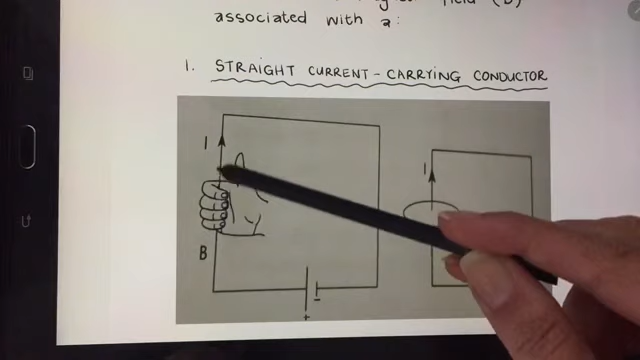 (B)
associated with a:
1. STRAIGHT CURRENT-CARRYING CONDUCTOR
I
I
B
-
+